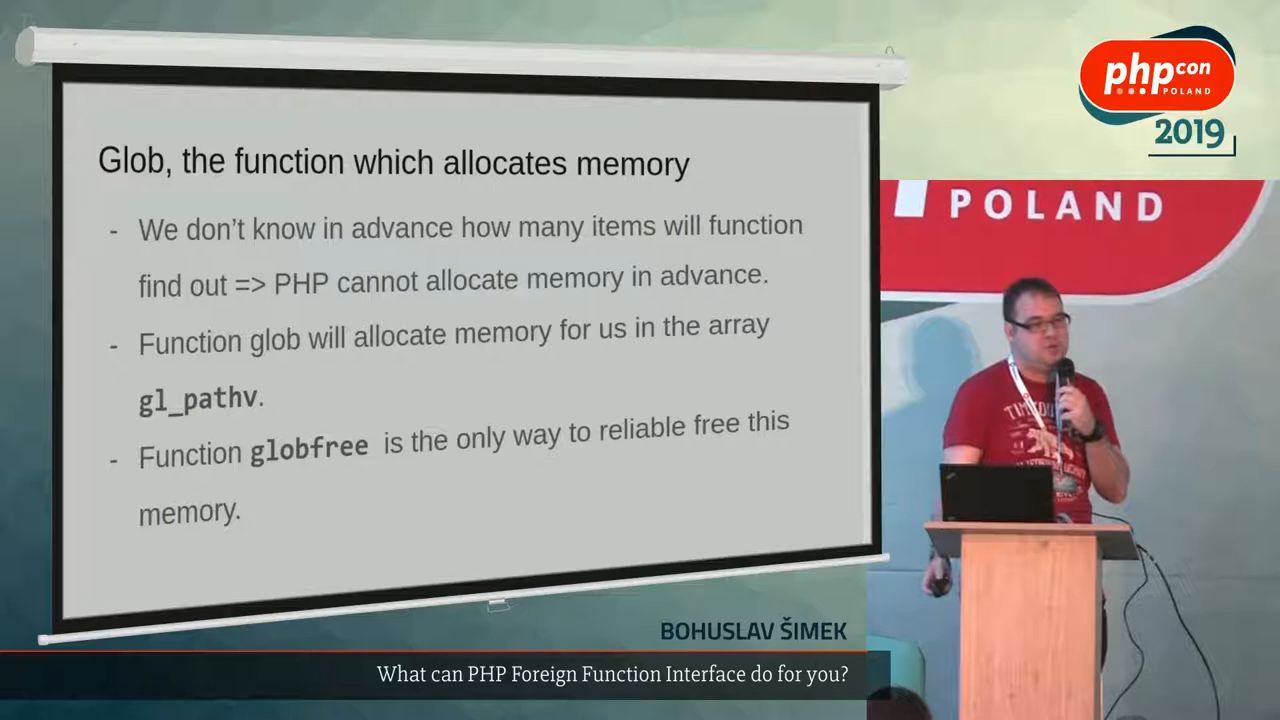 Glob, the function which allocates memory
- We don't know in advance how many items will function
find out => PHP cannot allocate memory in advance.
- Function glob will allocate memory for us in the array
gl_pathv.
- Function globfree is the only way to reliable free this
memory.
BOHUSLAV ŠIMEK
What can PHP Foreign Function Interface do for you?
phpcon
POLAND
2019
POLAND